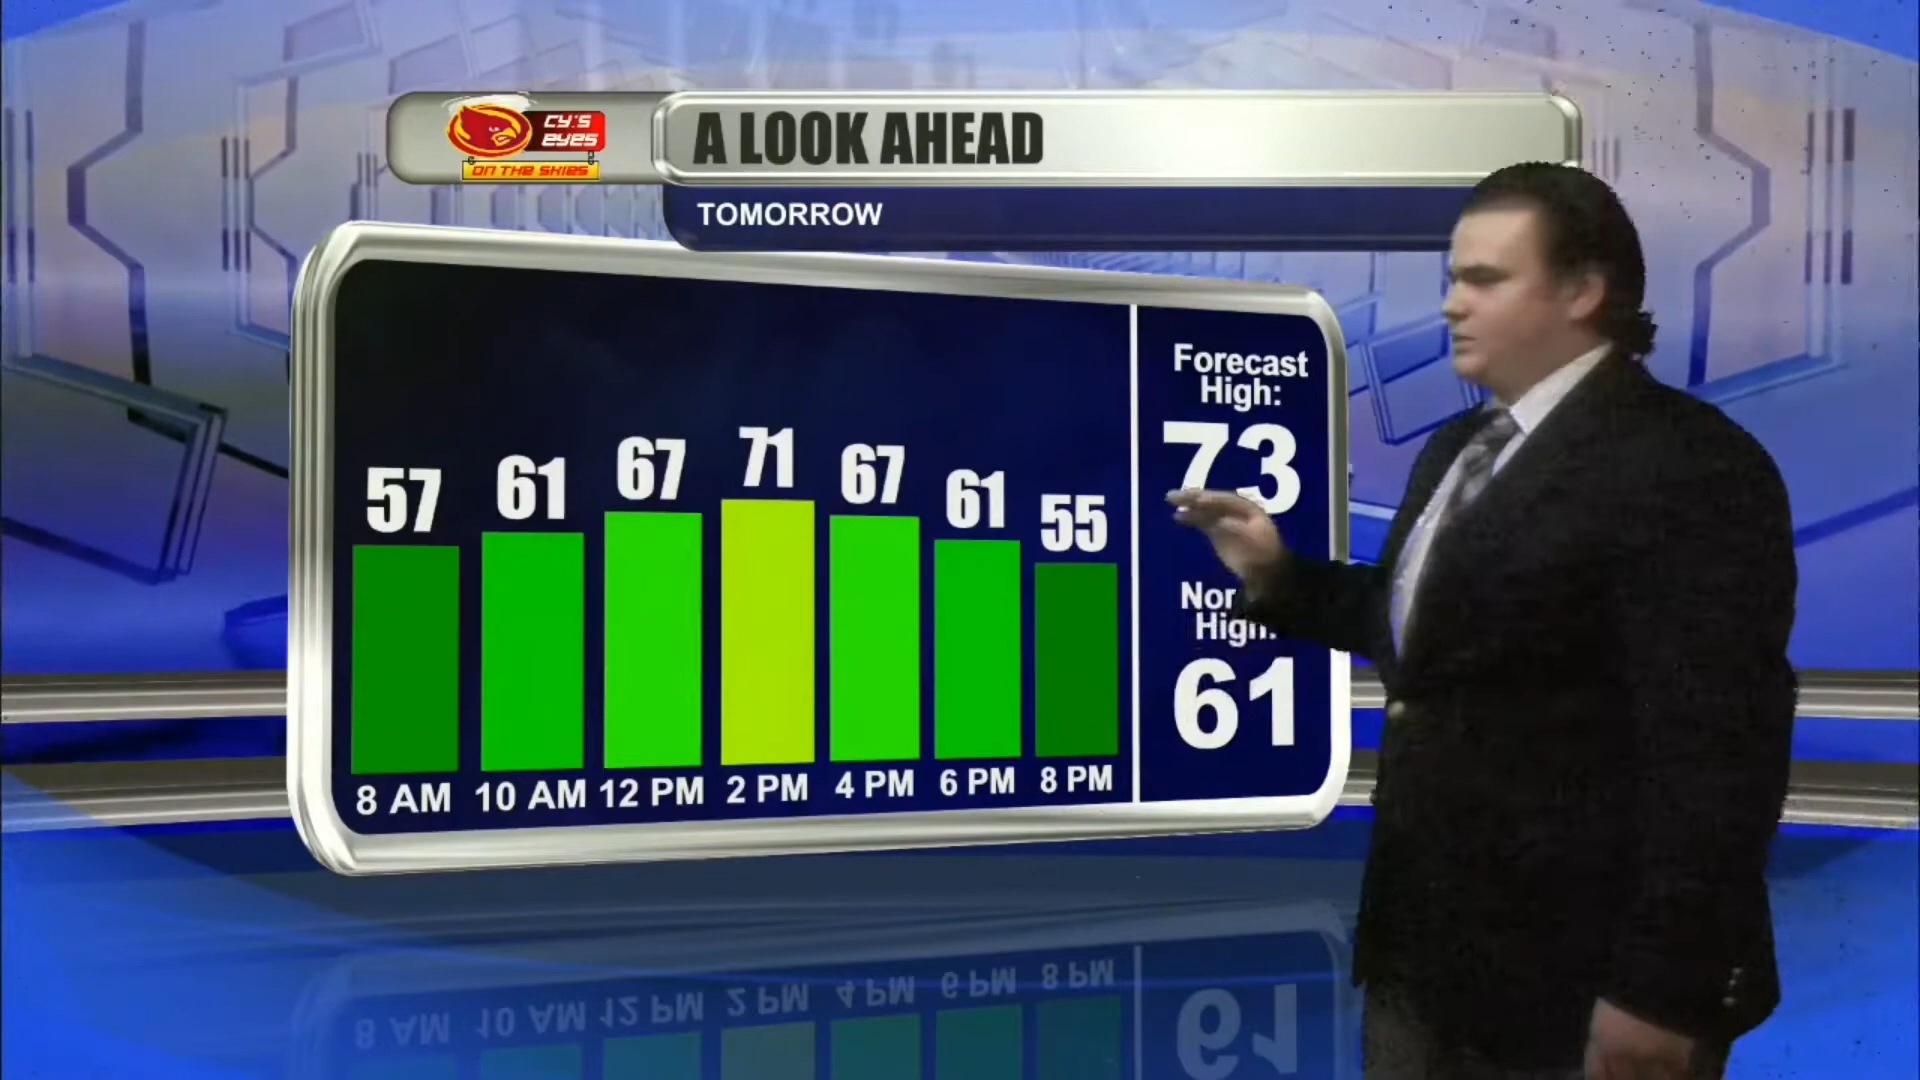 CY'S
EYES
ON THE SKIES
A LOOK AHEAD
TOMORROW
57
61
67
71
67
61
55
8 AM
10 AM
12 PM
2 PM
4 PM
6 PM
8 PM
Forecast
High:
73
High:
61